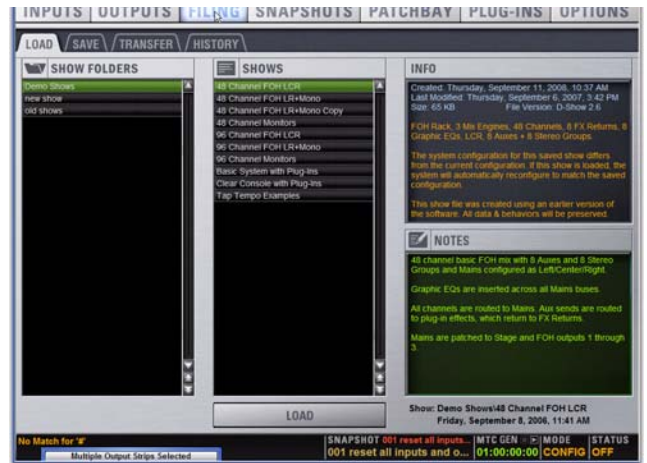 INPUTS OUTPUTS FILING SNAPSHOTS PATCHBAY PLUG-INS OPTIONS
LOAD SAVE TRANSFER HISTORY
SHOW FOLDERS
Demo Shows
new show
old shows
SHOWS
48 Channel FOH LCR
48 Channel FOH LR+Mono
48 Channel FOH LR+Mono Copy
48 Channel Monitors
96 Channel FOH LCR
96 Channel FOH LR+Mono
96 Channel Monitors
Basic System with Plug-Ins
Clear Console with Plug-Ins
Tap Tempo Examples
LOAD
INFO
Created: Thursday, September 11, 2008, 10:37 AM
Last Modified: Thursday, September 6, 2007, 3:42 PM
Size: 65 KB File Version: D-Show 2.6
FOH Rack, 3 Mix Engines, 48 Channels, 8 FX Returns, 8
Graphic EQs, LCR, 8 Auxes + 8 Stereo Groups
The system configuration for this saved show differs
from the current configuration. If this show is loaded, the
system will automatically reconfigure to match the saved
configuration.
This show file was created using an earlier version of
the software. All data & behaviors will be preserved.
NOTES
48 channel basic FOH mix with 8 Auxes and 8 Stereo
Groups and Mains configured as Left/Center/Right.
Graphic EQs are inserted across all Mains buses.
All channels are routed to Mains. Aux sends are routed
to plug-in effects, which return to FX Returns.
Mains are patched to Stage and FOH outputs 1 through
3.
Show: Demo Shows\48 Channel FOH LCR
Friday, September 8, 2006, 11:41 AM
No Match for '#'
Multiple Output Strips Selected
SNAPSHOT 001 reset all inputs...
001 reset all inputs and o...
MTC GEN
01:00:00:00
MODE
CONFIG
STATUS
OFF